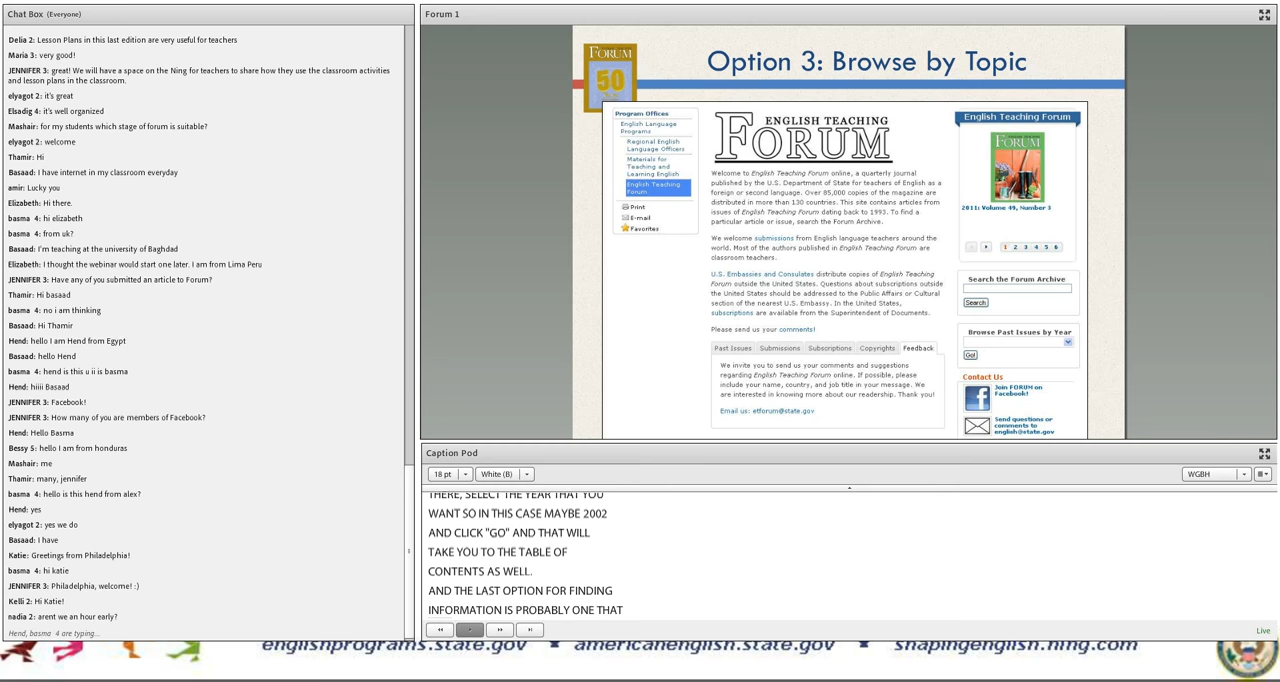 Chat Box (Everyone)
Delia 2: Lesson Plans in this last edition are very useful for teachers
Maria 3: very good!
JENNIFER 3: great! We will have a space on the Ning for teachers to share how they use the classroom activities
and lesson plans in the classroom.
elyagot 2: it's great
Elsadig 4: it's well organized
Mashair: for my students which stage of forum is suitable?
elyagot 2: welcome
Thamir: Hi
Basaad: I have internet in my classroom everyday
amir: Lucky you
Elizabeth: Hi there.
basma 4: hi elizabeth
basma 4: from uk?
Basaad: I'm teaching at the university of Baghdad
Elizabeth: I thought the webinar would start one later. I am from Lima Peru
JENNIFER 3: Have any of you submitted an article to Forum?
Thamir: Hi basaad
basma 4: no i am thinking
Basaad: Hi Thamir
Hend: hello I am Hend from Egypt
Basaad: hello Hend
basma 4: hend is this u ii is basma
Hend: hiiii Basaad
JENNIFER 3: Facebook!
JENNIFER 3: How many of you are members of Facebook?
Hend: Hello Basma
Bessy 5: hello I am from honduras
Mashair: me
Thamir: many, jennifer
basma 4: hello is this hend from alex?
Hend: yes
elyagot 2: yes we do
Basaad: I have
Katie: Greetings from Philadelphia!
basma 4: hi katie
JENNIFER 3: Philadelphia, welcome! :)
Kelli 2: Hi Katie!
nadia 2: arent we an hour early?
Hend, basma 4 are typing...
Forum 1
FORUM
50
Option 3: Browse by Topic
Program Offices
English Language
Programs
Regional English
Language Officers
Materials for
Teaching and
Learning English
English Teaching
Forum
Print
E-mail
Favorites
ENGLISH TEACHING
FORUM
Welcome to English Teaching Forum online, a quarterly journal
published by the U.S. Department of State for teachers of English as a
foreign or second language. Over 85,000 copies of the magazine are
distributed in more than 130 countries. This site contains articles from
issues of English Teaching Forum dating back to 1993. To find a
particular article or issue, search the Forum Archive.
We welcome submissions from English language teachers around the
world. Most of the authors published in English Teaching Forum are
classroom teachers.
U.S. Embassies and Consulates distribute copies of English Teaching
Forum outside the United States. Questions about subscriptions outside
the United States should be addressed to the Public Affairs or Cultural
section of the nearest U.S. Embassy. In the United States,
subscriptions are available from the Superintendent of Documents.
Please send us your comments!
Past Issues Submissions Subscriptions Copyrights Feedback
We invite you to send us your comments and suggestions
regarding English Teaching Forum online. If possible, please
include your name, country, and job title in your message. We
are interested in knowing more about our readership. Thank you!
Email us: etforum@state.gov
English Teaching Forum
FORUM
2011: Volume 49, Number 3
1 2 3 4 5 6
Search the Forum Archive
Search
Browse Past Issues by Year
Go!
Contact Us
Join FORUM on
Facebook!
Send questions or
comments to
english@state.gov
Caption Pod
18 pt White (B) WGBH
THERE, SELECT THE YEAR THAT YOU
WANT SO IN THIS CASE MAYBE 2002
AND CLICK "GO" AND THAT WILL
TAKE YOU TO THE TABLE OF
CONTENTS AS WELL.
AND THE LAST OPTION FOR FINDING
INFORMATION IS PROBABLY ONE THAT
Live
englishprograms.state.gov americanenglish.state.gov shapingenglish.ning.com